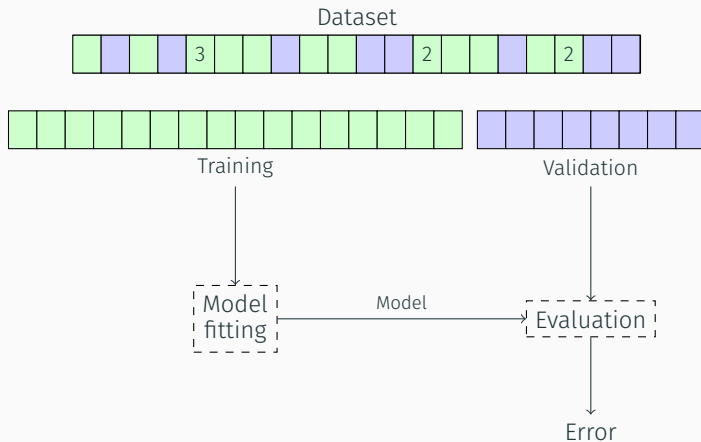 Dataset
3 2 2
Training Validation
Model
fitting
Model
Evaluation
Error